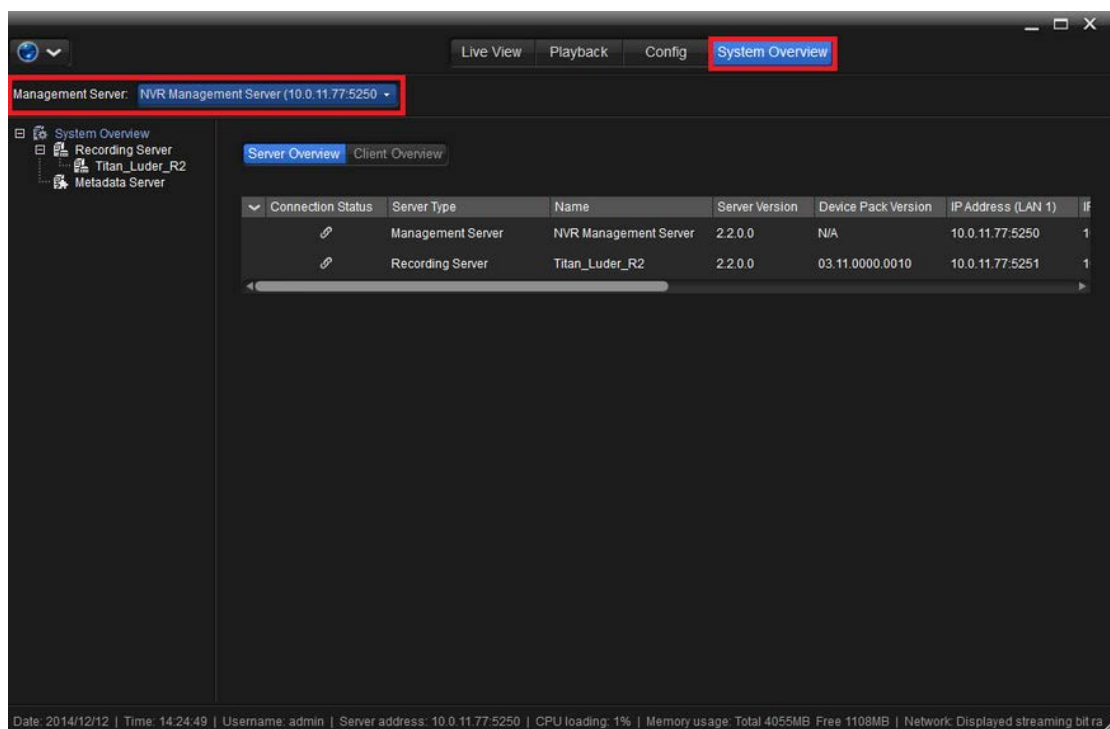 Live View Playback Config System Overview
Management Server: NVR Management Server (10.0.11.77:5250
System Overview
Recording Server
Titan_Luder_R2
Metadata Server
Server Overview Client Overview
Connection Status Server Type Name Server Version Device Pack Version IP Address (LAN 1)
Management Server NVR Management Server 2.2.0.0 N/A 10.0.11.77:5250
Recording Server Titan_Luder_R2 2.2.0.0 03.11.0000.0010 10.0.11.77:5251
Date: 2014/12/12 | Time: 14:24:49 | Username: admin | Server address: 10.0.11.77:5250 | CPU loading: 1% | Memory usage: Total 4055MB Free 1108MB | Network: Displayed streaming bit ra